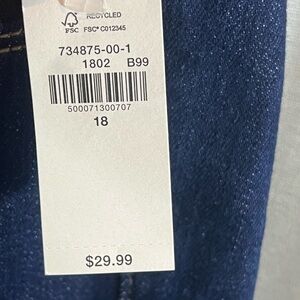 RECYCLED
FSC FSC® C012345
734875-00-1
1802 B99
500071300707
18
$29.99